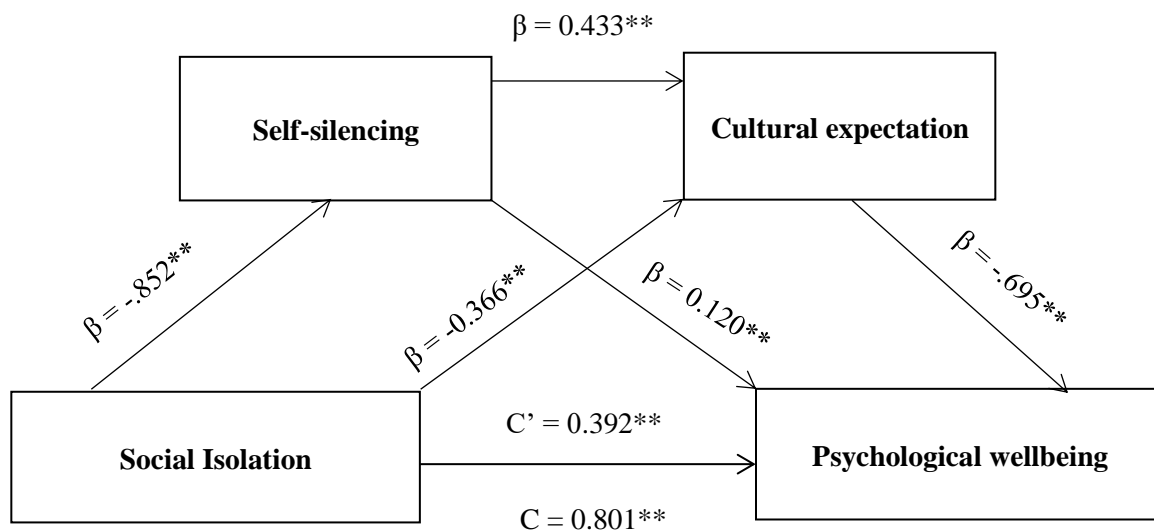 β = 0.433**
Self-silencing
Cultural expectation
β = -.852**
β = -0.366**
β = 0.120**
β = -.695**
C’ = 0.392**
Social Isolation
Psychological wellbeing
C = 0.801**